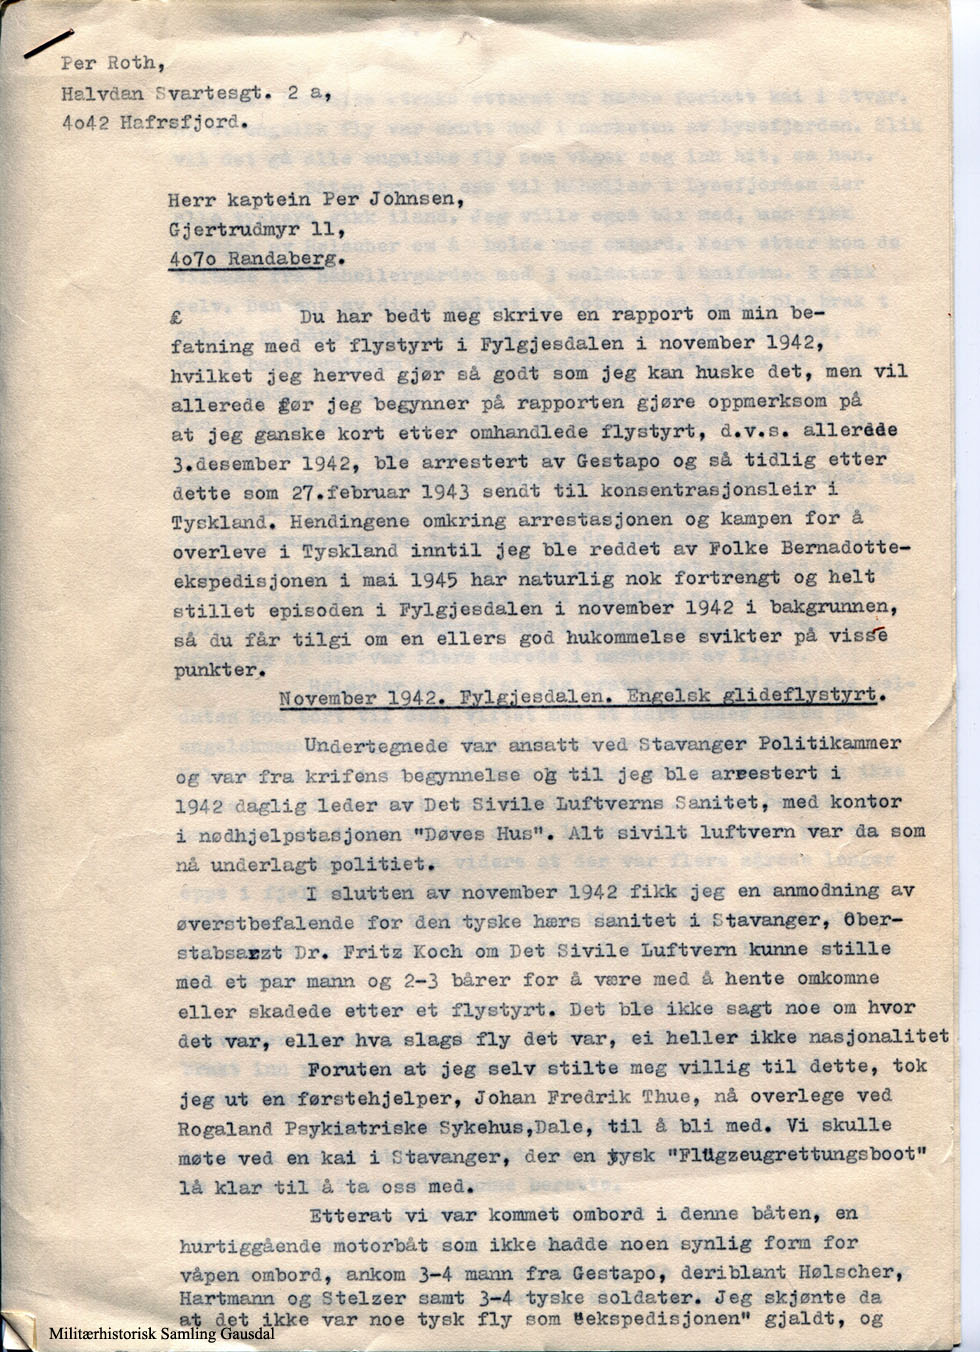 Per Roth,
Halvdan Svartesgt. 2 a,
4o42 Hafrsfjord.
Herr kaptein Per Johnsen,
Gjertrudmyr 11,
4o7o Randaberg.
£ Du har bedt meg skrive en rapport om min be-
fatning med et flystyrt i Fylgjesdalen i november 1942,
hvilket jeg herved gjør så godt som jeg kan huske det, men vil
allerede før jeg begynner på rapporten gjøre oppmerksom på
at jeg ganske kort etter omhandlede flystyrt, d.v.s. allerede
3.desember 1942, ble arrestert av Gestapo og så tidlig etter
dette som 27.februar 1943 sendt til konsentrasjonsleir i
Tyskland. Hendingene omkring arrestasjonen og kampen for å
overleve i Tyskland inntil jeg ble reddet av Folke Bernadotte-
ekspedisjonen i mai 1945 har naturlig nok fortrengt og helt
stillet episoden i Fylgjesdalen i november 1942 i bakgrunnen,
så du får tilgi om en ellers god hukommelse svikter på visse
punkter.
November 1942. Fylgjesdalen. Engelsk glideflystyrt.
Undertegnede var ansatt ved Stavanger Politikammer
og var fra krifens begynnelse og til jeg ble arrestert i
1942 daglig leder av Det Sivile Luftverns Sanitet, med kontor
i nødhjelpstasjonen "Døves Hus". Alt sivilt luftvern var da som
nå underlagt politiet.
I slutten av november 1942 fikk jeg en anmodning av
øverstbefalende for den tyske hærs sanitet i Stavanger, Ober-
stabsarzt Dr. Fritz Koch om Det Sivile Luftvern kunne stille
med et par mann og 2-3 bårer for å være med å hente omkomne
eller skadede etter et flystyrt. Det ble ikke sagt noe om hvor
det var, eller hva slags fly det var, ei heller ikke nasjonalitet
Foruten at jeg selv stilte meg villig til dette, tok
jeg ut en førstehjelper, Johan Fredrik Thue, nå overlege ved
Rogaland Psykiatriske Sykehus,Dale, til å bli med. Vi skulle
møte ved en kai i Stavanger, der en tysk "Flügzeugrettungsboot"
lå klar til å ta oss med.
Etterat vi var kommet ombord i denne båten, en
hurtiggående motorbåt som ikke hadde noen synlig form for
våpen ombord, ankom 3-4 mann fra Gestapo, deriblant Hølscher,
Hartmann og Stelzer samt 3-4 tyske soldater. Jeg skjønte da
at det ikke var noe tysk fly som "ekspedisjonen" gjaldt, og
Militærhistorisk Samling Gausdal